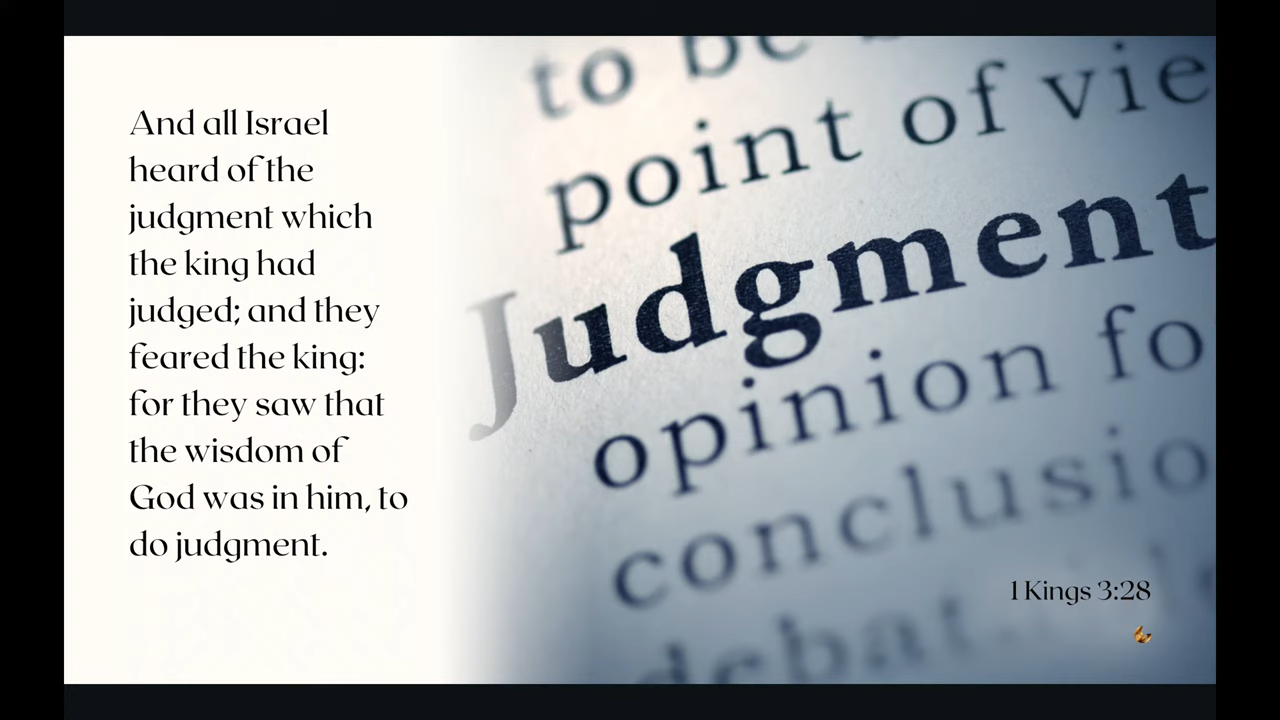 And all Israel
heard of the
judgment which
the king had
judged; and they
feared the king:
for they saw that
the wisdom of
God was in him, to
do judgment.
to be
point of vie
Judgment
opinion fo
conclusio
debat
1 Kings 3:28